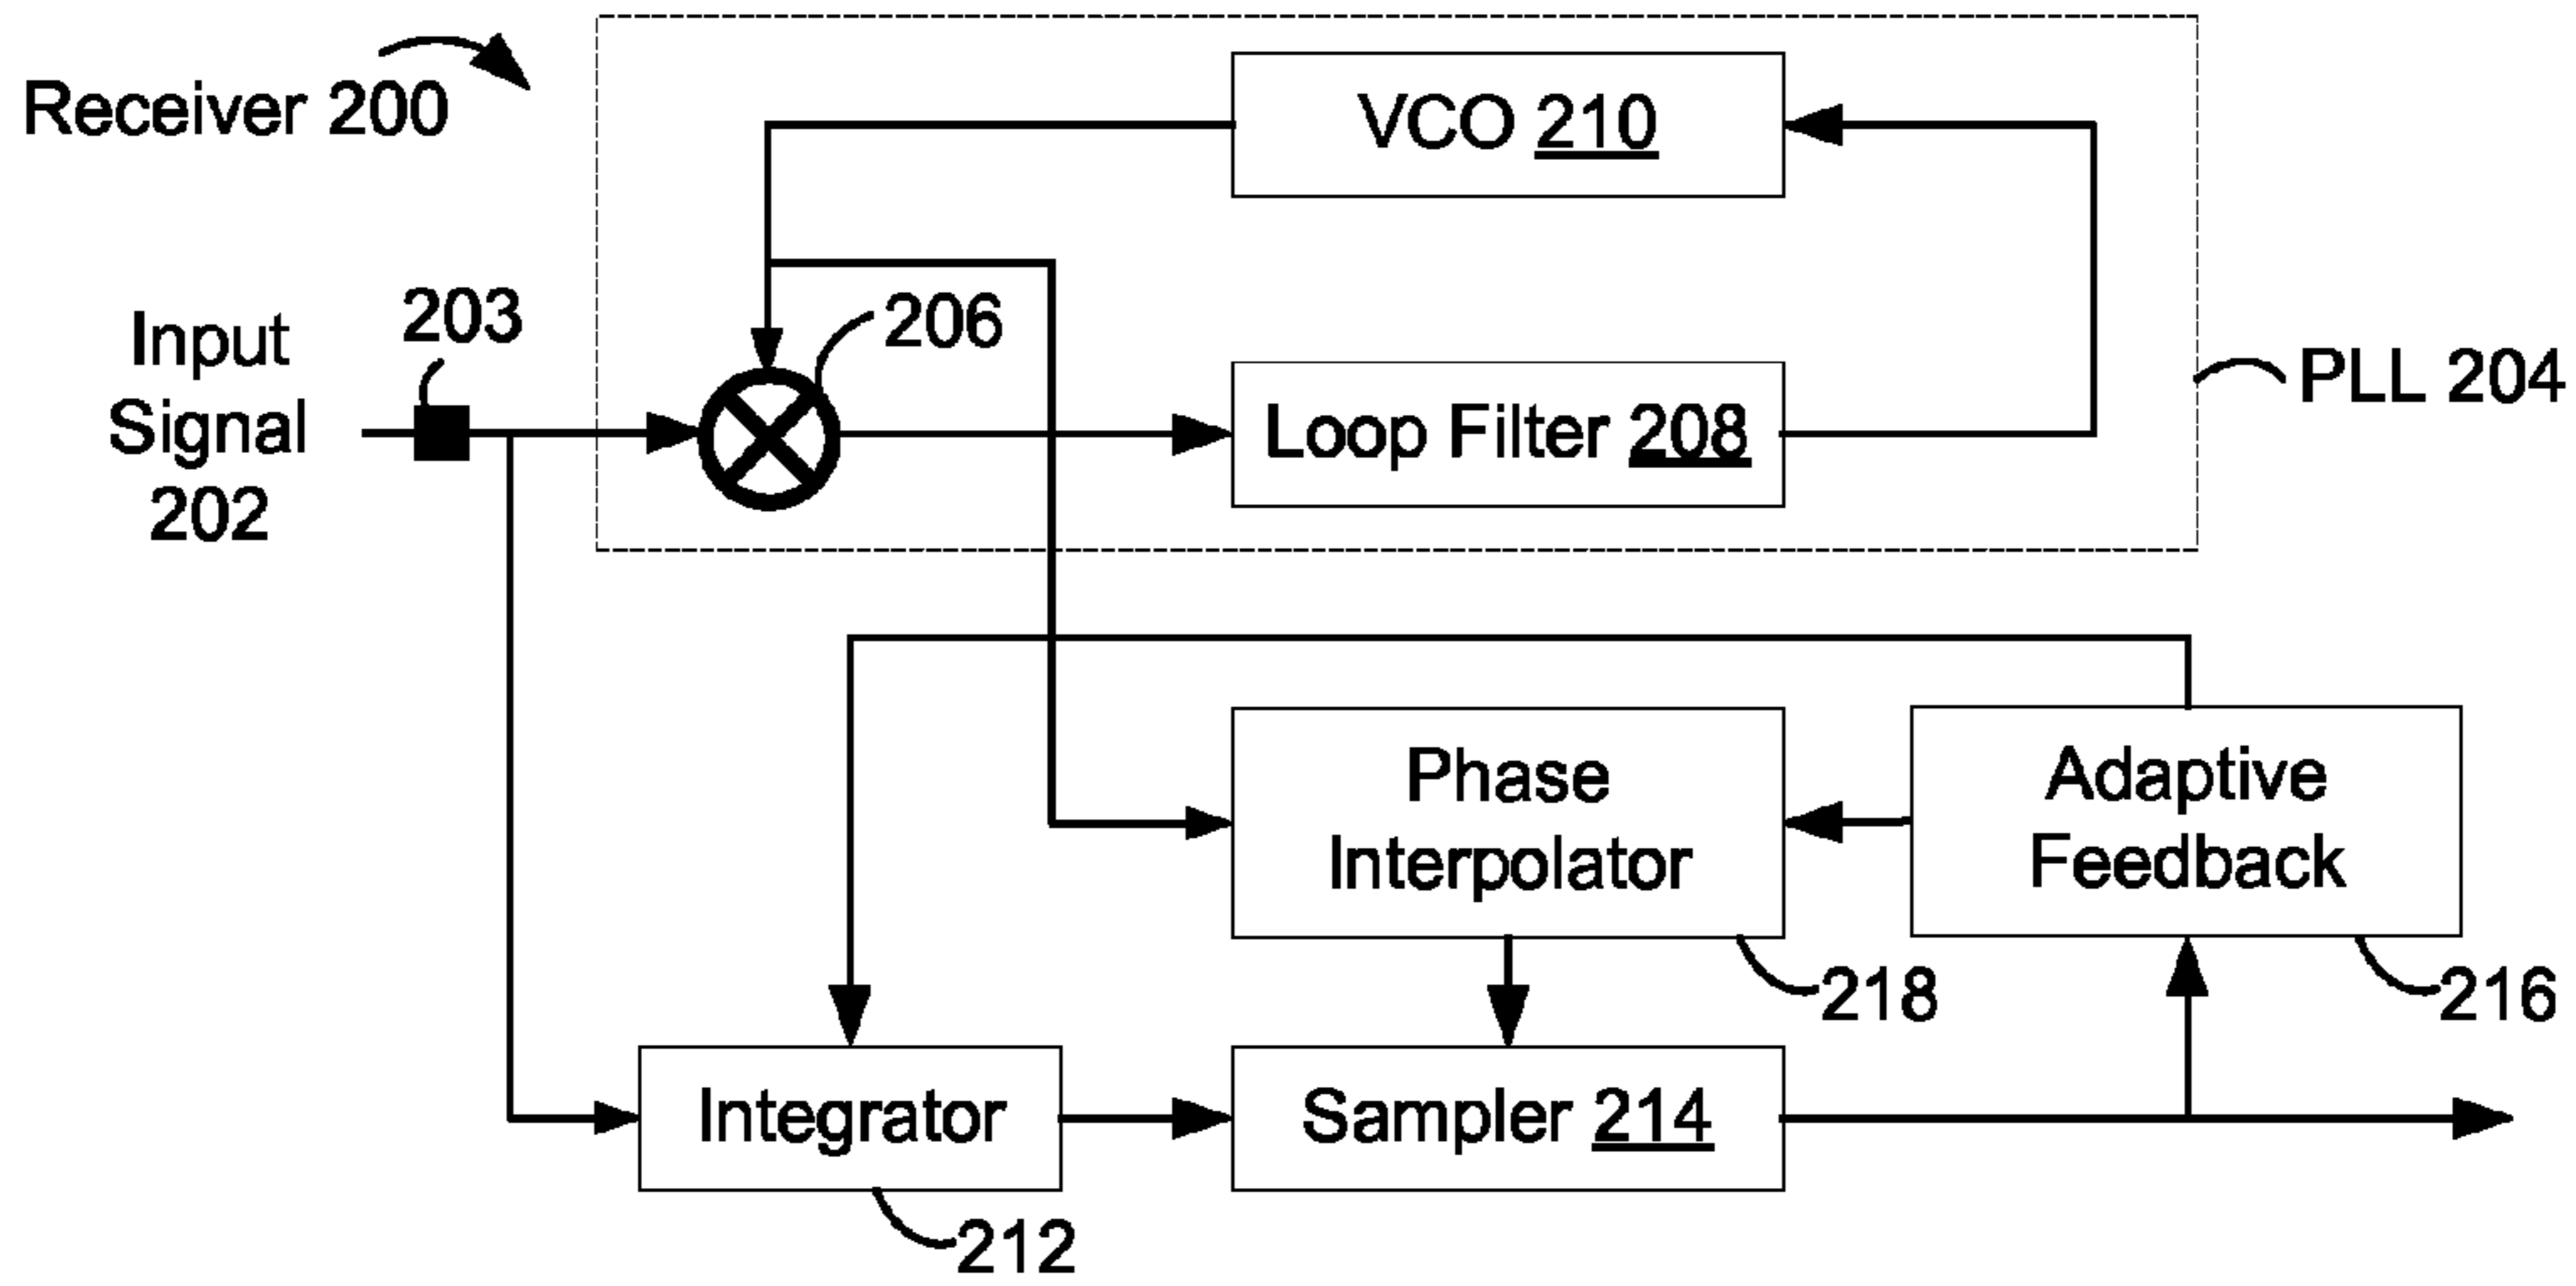 Receiver 200
VCO 210
Input
Signal
202
203
206
Loop Filter 208
PLL 204
Phase
Interpolator
Adaptive
Feedback
218
216
Integrator
Sampler 214
212